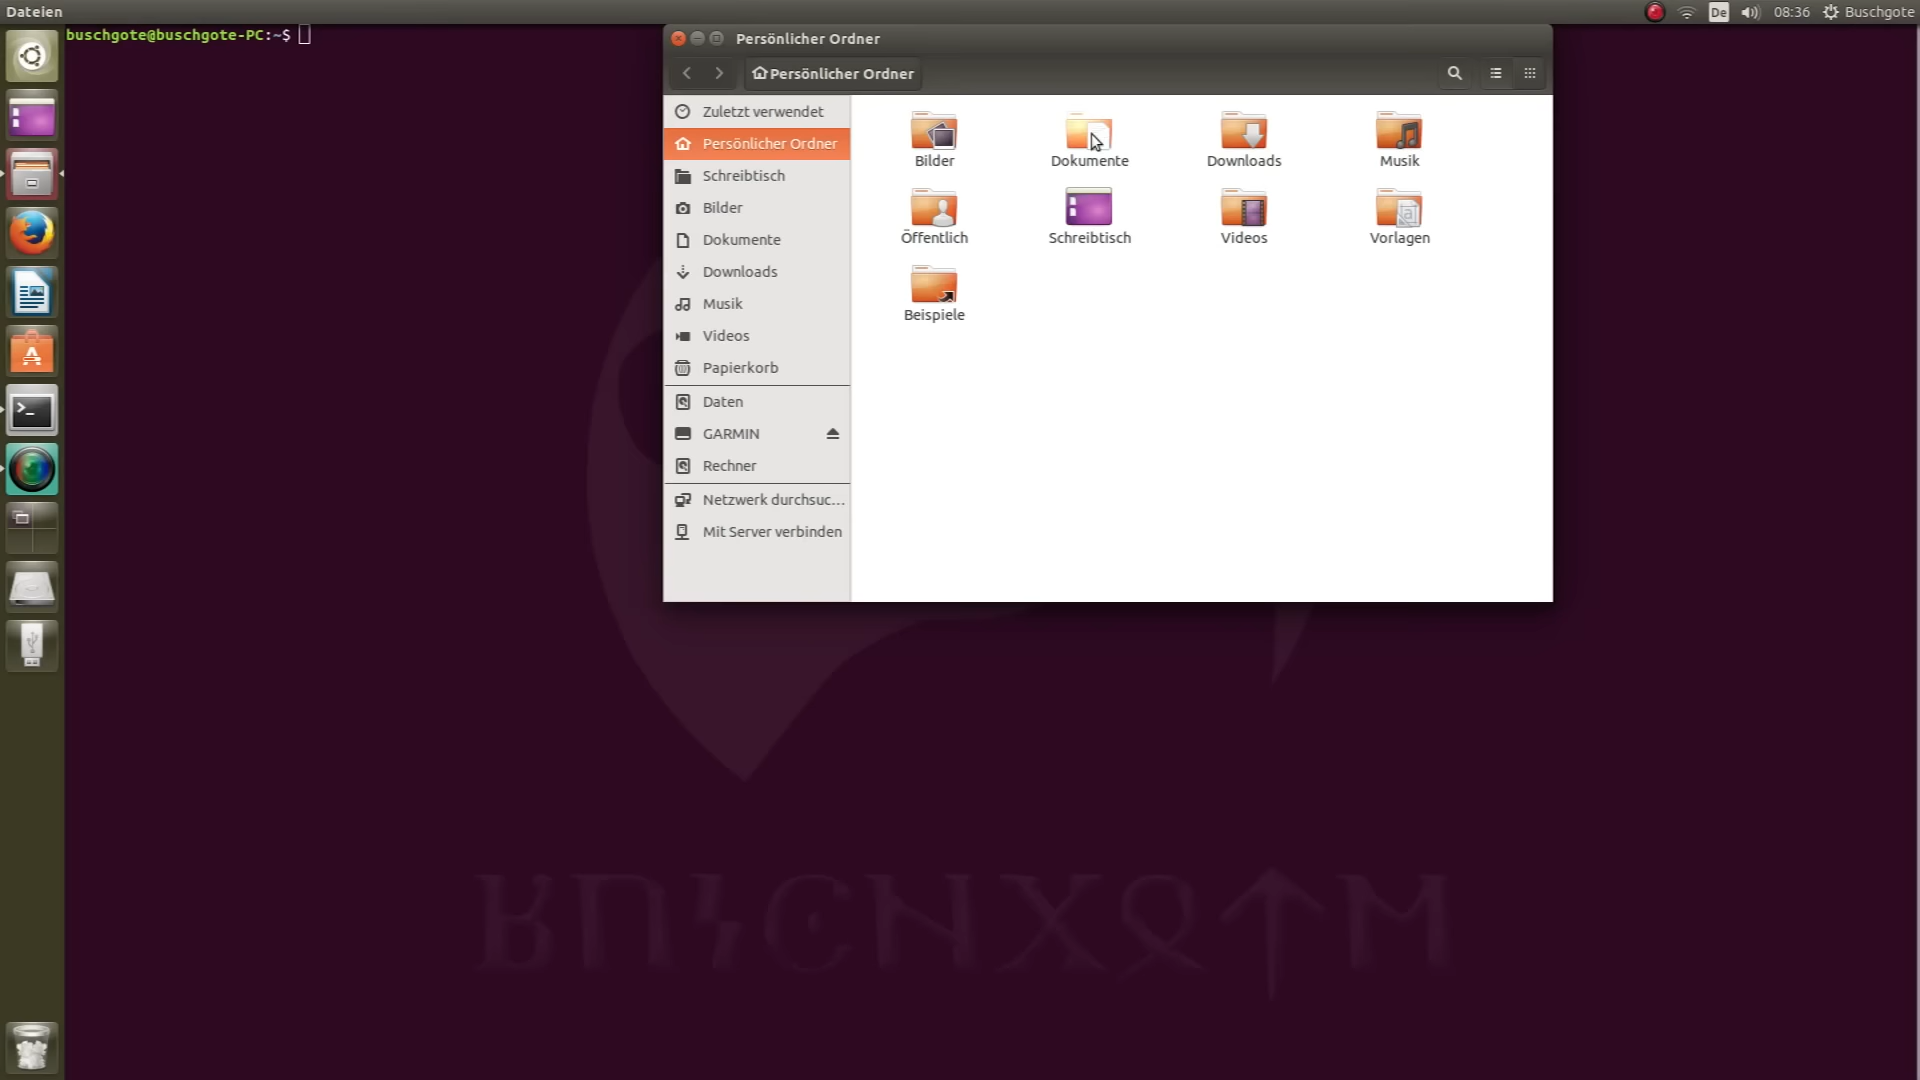 Dateien
De
08:36
Buschgote
buschgote@buschgote-PC:~$
Persönlicher Ordner
Persönlicher Ordner
Zuletzt verwendet
Persönlicher Ordner
Schreibtisch
Bilder
Dokumente
Downloads
Musik
Videos
Papierkorb
Daten
GARMIN
Rechner
Netzwerk durchsuc...
Mit Server verbinden
Bilder
Dokumente
Downloads
Musik
Öffentlich
Schreibtisch
Videos
Vorlagen
Beispiele